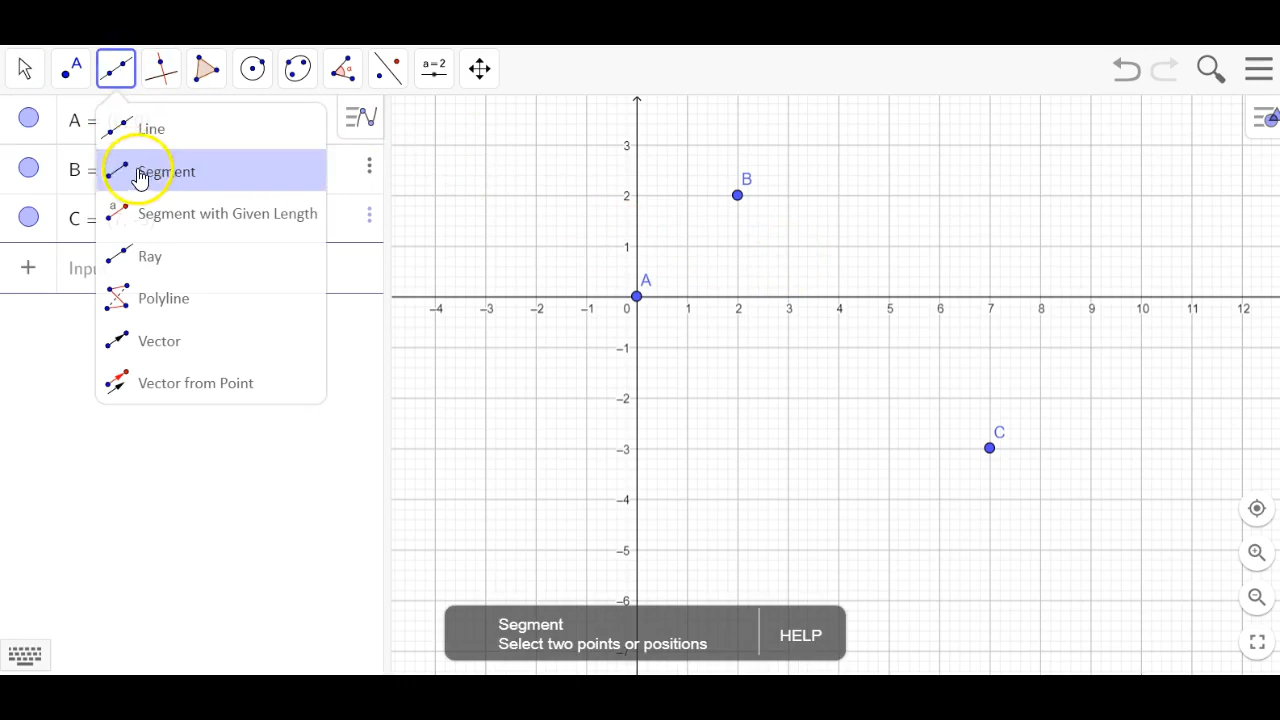 A
a=2
A =
B =
C =
+ Inpu
Line
Segment
a
Segment with Given Length
Ray
Polyline
Vector
Vector from Point
3
2
1
0
−1
−2
−3
−4
−5
−6
−4 −3 −2 −1 1 2 3 4 5 6 7 8 9 10 11 12
B
A
C
Segment
Select two points or positions
HELP